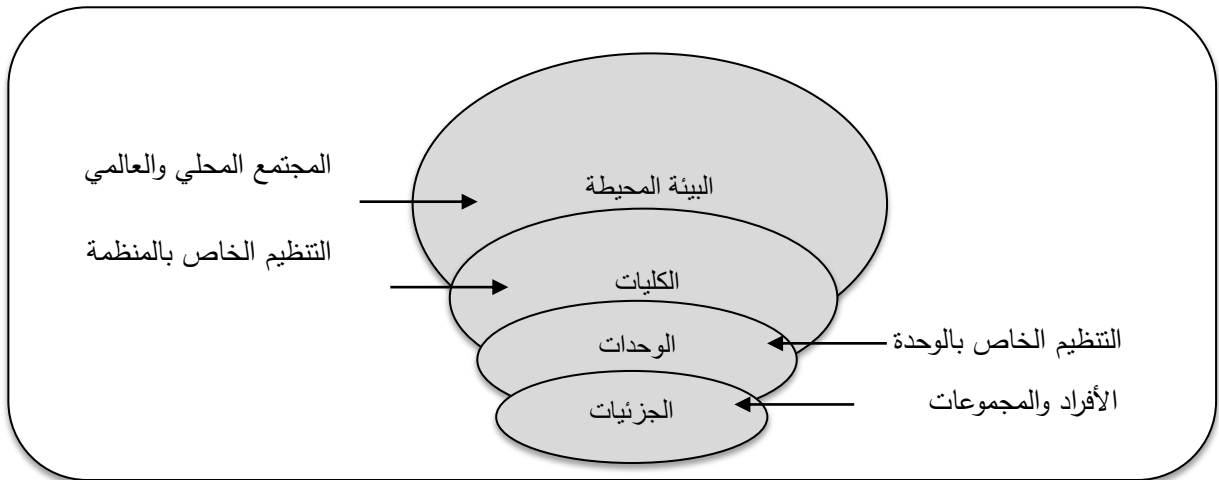 المجتمع المحلي والعالمي
البيئة المحيطة
التنظيم الخاص بالمنظمة
الكليات
التنظيم الخاص بالوحدة
الوحدات
الأفراد والمجموعات
الجزئيات